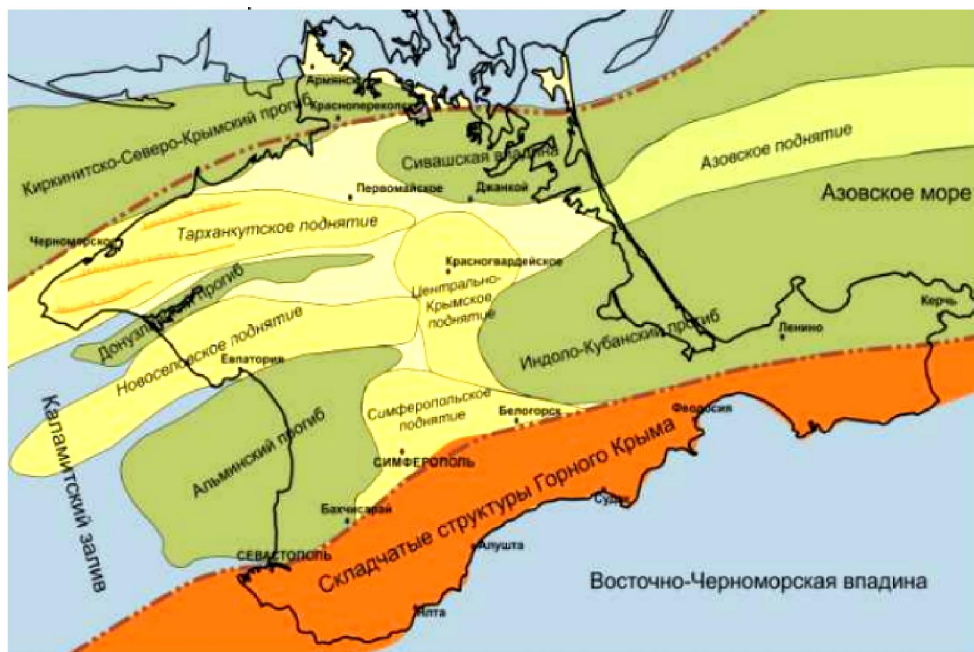 Армянск
Красноперекопск
Киркинитско-Северо-Крымский прогиб
Сивашская владина
Азовское поднятие
Первомайское
Джанкой
Азовское море
Тарханкутское поднятие
Черноморское
Красногвардейское
Центрально-
Крымское
поднятие
Донузлавский прогиб
Новоселовское поднятие
Евпатория
Индоло-Кубанский прогиб
Ленино
Керчь
Симферопольское
поднятие
Белогорск
Феодосия
Каламитский залив
Альминский прогиб
СИМФЕРОПОЛЬ
Складчатые структуры Горного Крыма
Судак
Бахчисарай
Алушта
СЕВАСТОПОЛЬ
Восточно-Черноморская впадина
Ялта